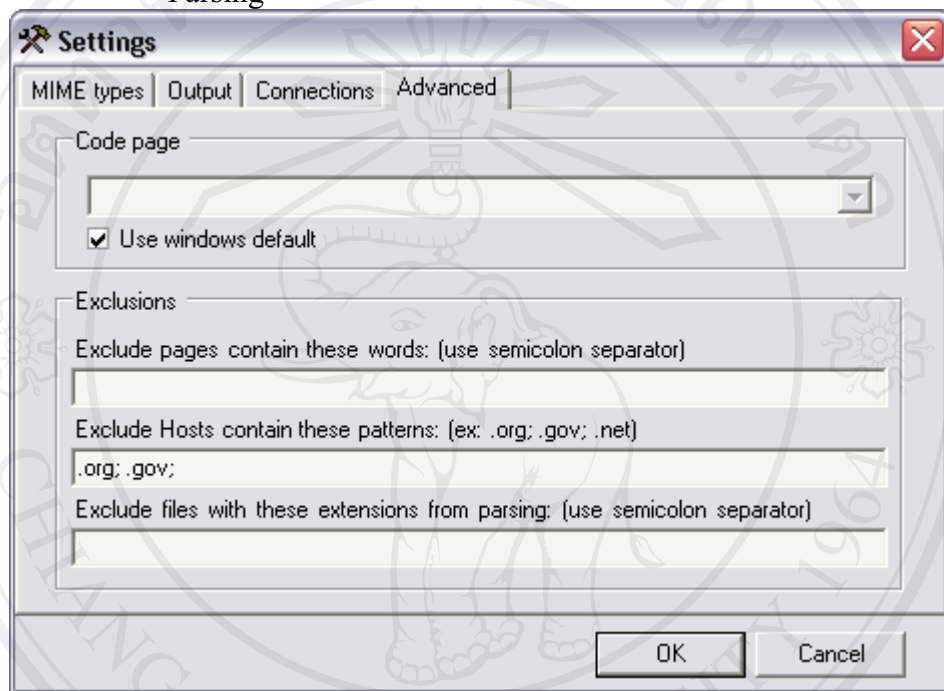 Parsing
Settings
MIME types Output Connections Advanced
Code page
Use windows default
Exclusions
Exclude pages contain these words: (use semicolon separator)
Exclude Hosts contain these patterns: (ex: .org; .gov; .net)
.org; .gov;
Exclude files with these extensions from parsing: (use semicolon separator)
OK Cancel
1964